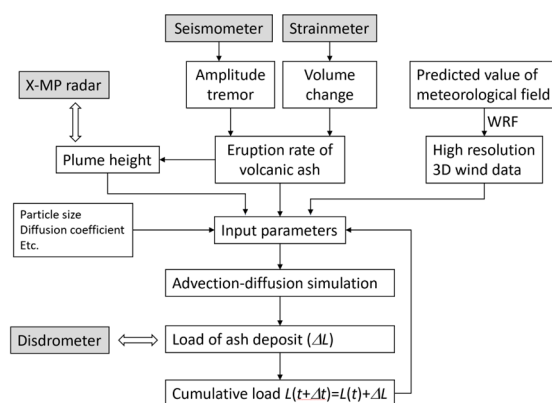 Seismometer
Strainmeter
Amplitude
tremor
Volume
change
Predicted value of
meteorological field
X-MP radar
WRF
Plume height
Eruption rate of
volcanic ash
High resolution
3D wind data
Particle size
Diffusion coefficient
Etc.
Input parameters
Advection-diffusion simulation
Disdrometer
Load of ash deposit (ΔL)
Cumulative load L(t+Δt)=L(t)+ΔL